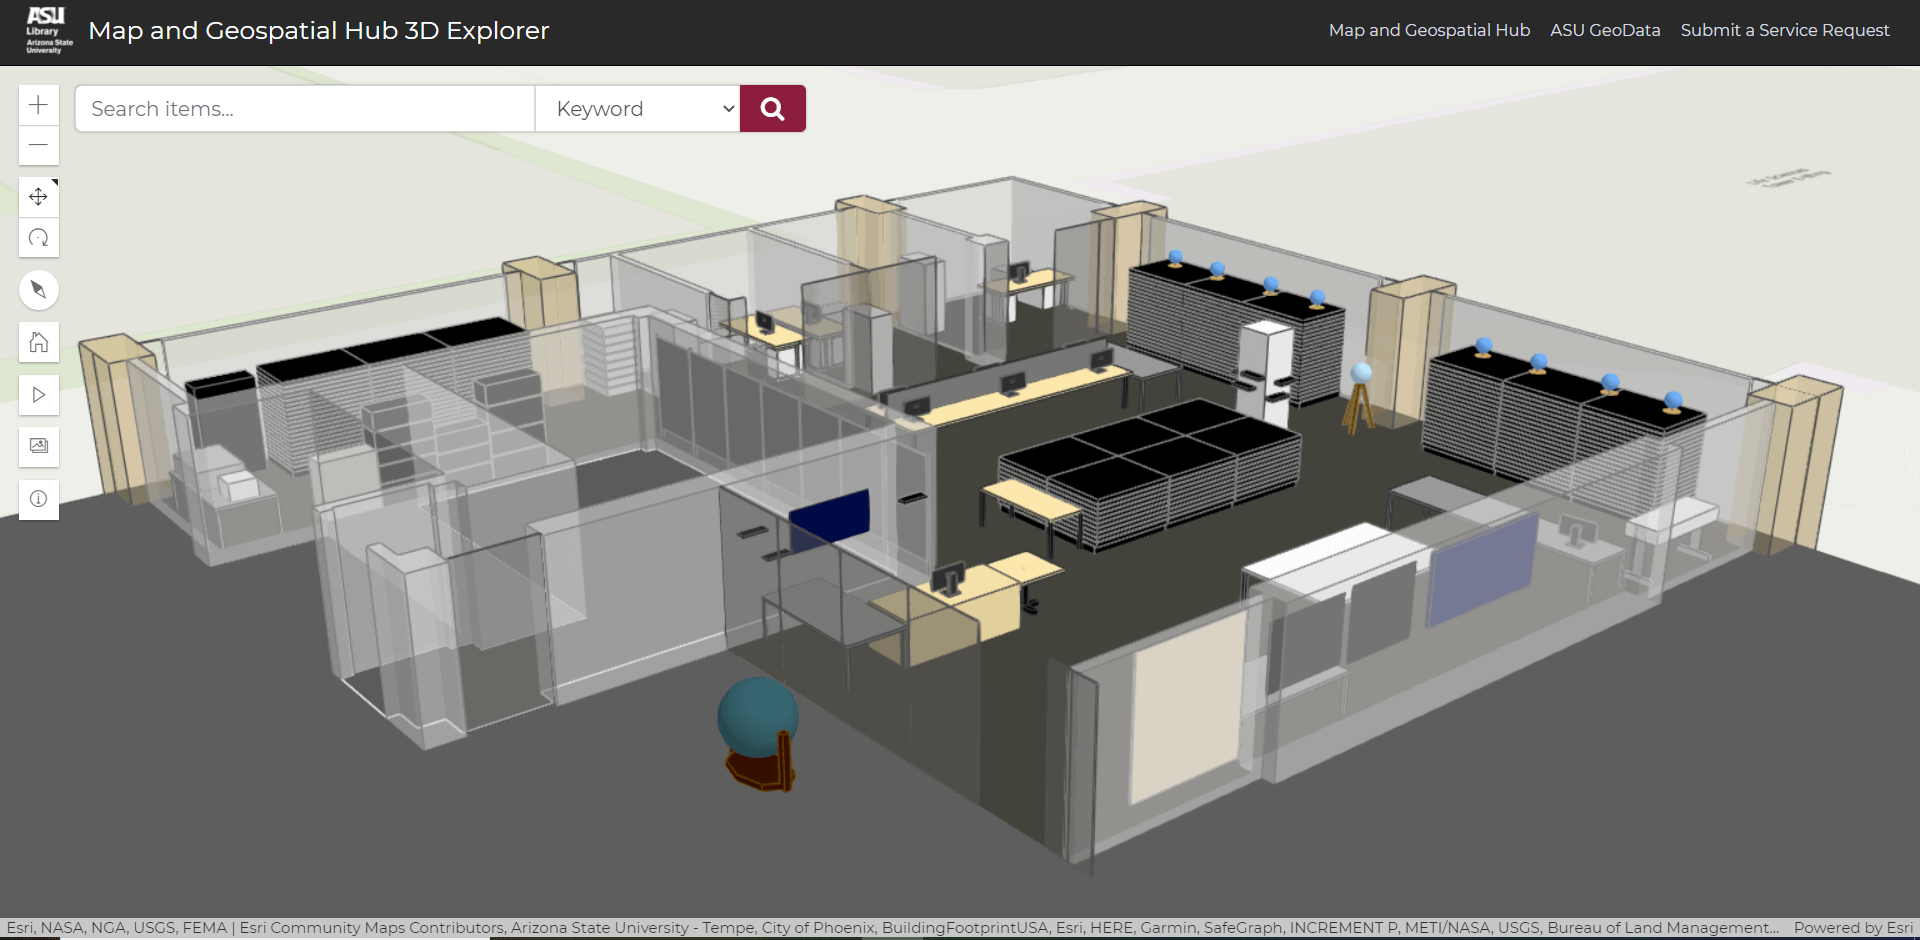 ASU
Library
Arizona State
University
Map and Geospatial Hub 3D Explorer
Map and Geospatial Hub
ASU GeoData
Submit a Service Request
Search items...
Keyword
Life Sciences
Esri, NASA, NGA, USGS, FEMA | Esri Community Maps Contributors, Arizona State University - Tempe, City of Phoenix, BuildingFootprintUSA, Esri, HERE, Garmin, SafeGraph, INCREMENT P, METI/NASA, USGS, Bureau of Land Management...
Powered by Esri